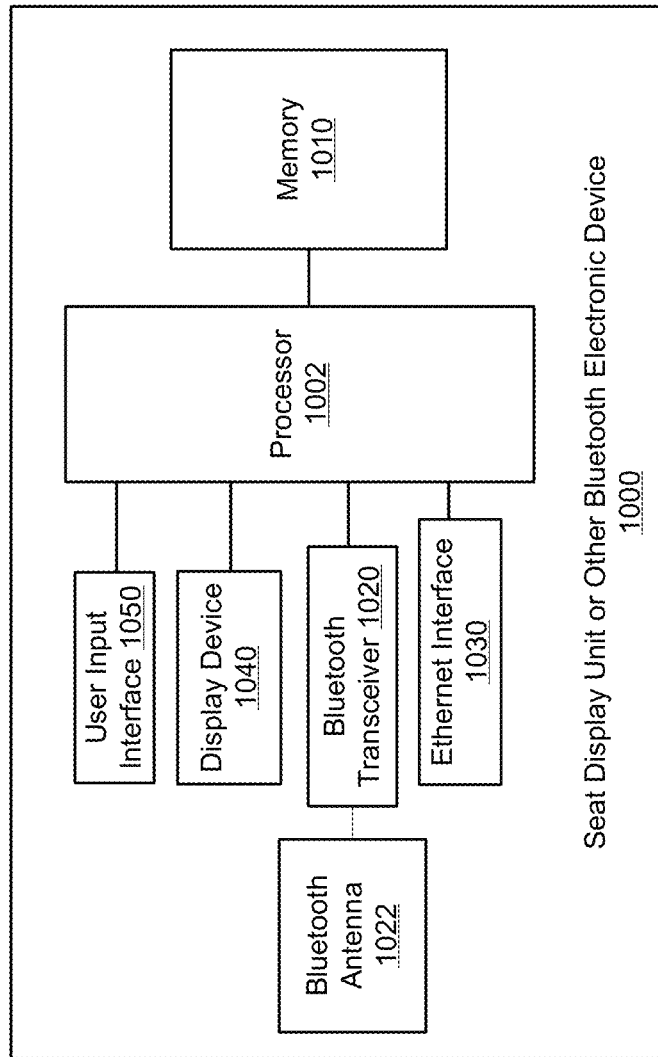 User Input
Interface 1050
Display Device
1040
Bluetooth
Transceiver 1020
Ethernet Interface
1030
Bluetooth
Antenna
1022
Processor
1002
Memory
1010
Seat Display Unit or Other Bluetooth Electronic Device
1000